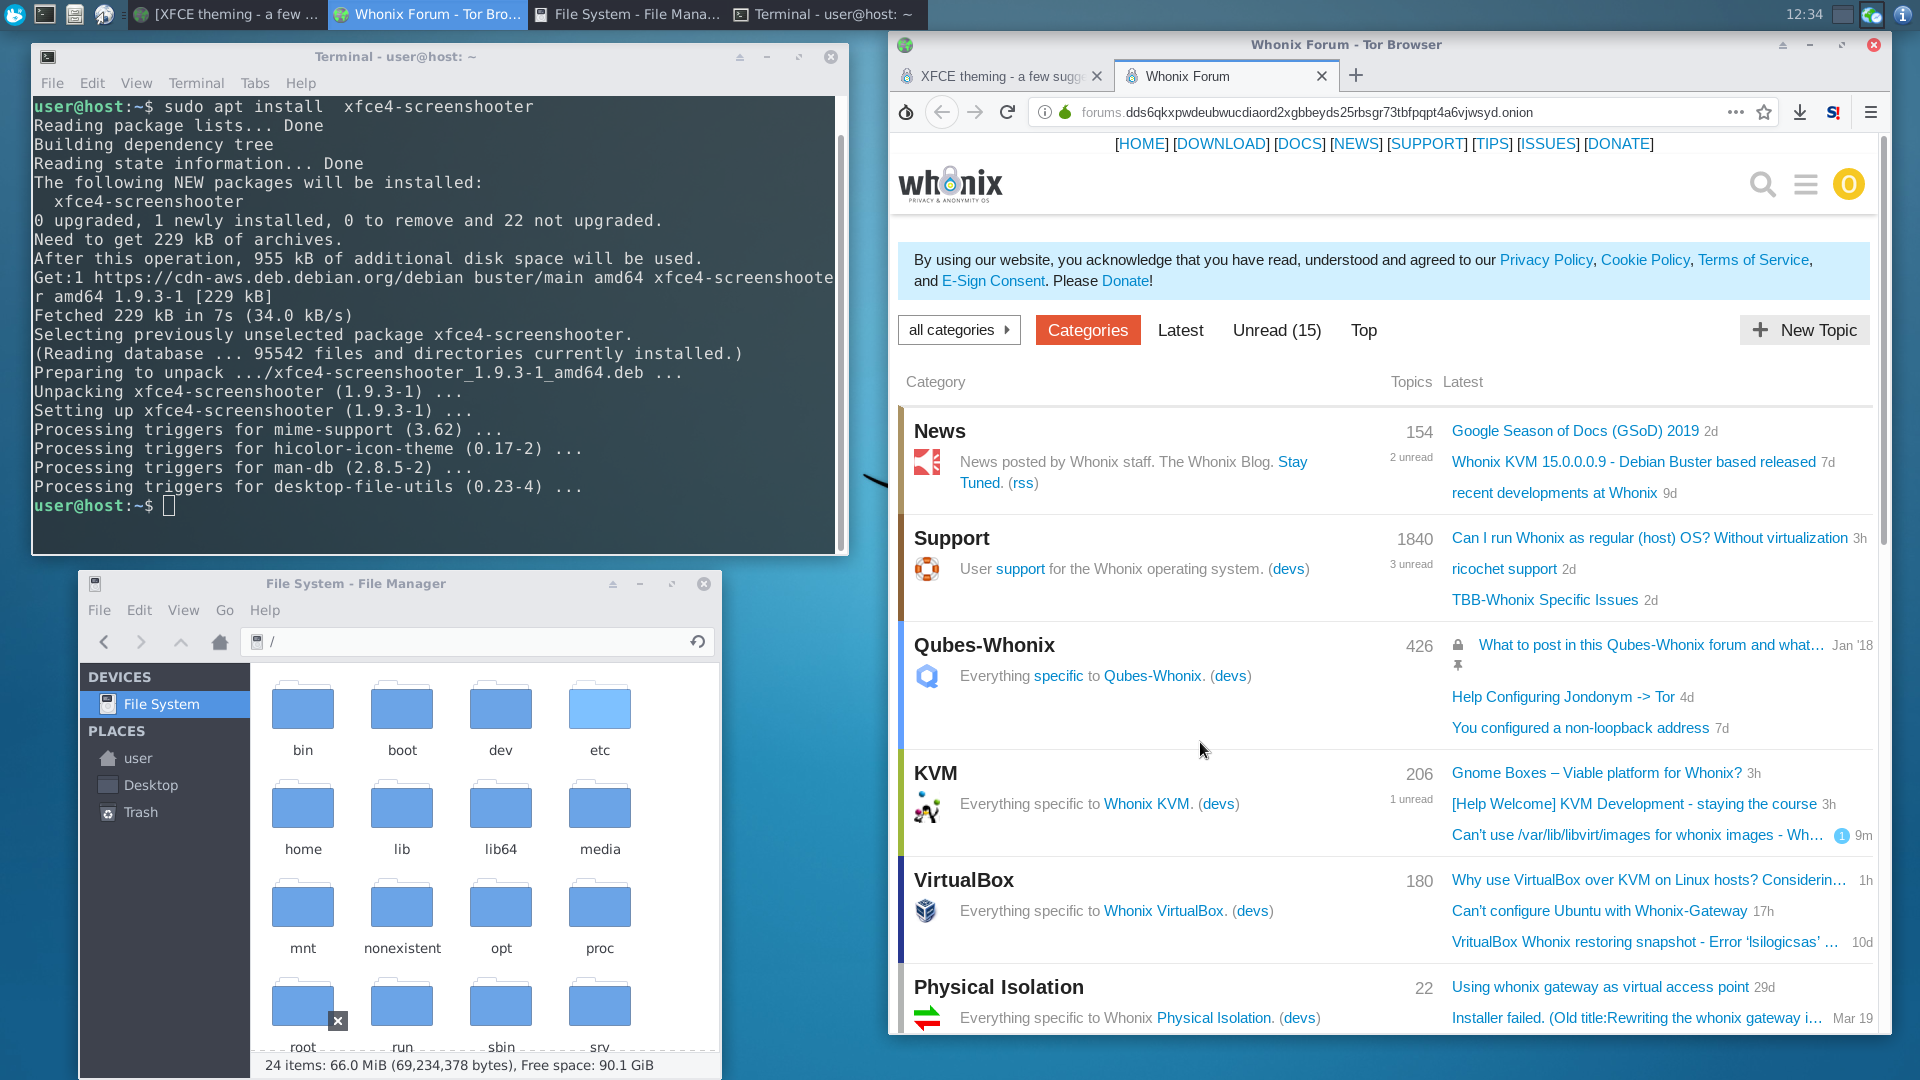 [XFCE theming - a few ...
Whonix Forum - Tor Bro...
File System - File Mana...
Terminal - user@host: ~
12:34
Terminal - user@host: ~
File Edit View Terminal Tabs Help
user@host:~$ sudo apt install  xfce4-screenshooter
Reading package lists... Done
Building dependency tree
Reading state information... Done
The following NEW packages will be installed:
  xfce4-screenshooter
0 upgraded, 1 newly installed, 0 to remove and 22 not upgraded.
Need to get 229 kB of archives.
After this operation, 955 kB of additional disk space will be used.
Get:1 https://cdn-aws.deb.debian.org/debian buster/main amd64 xfce4-screenshoote
r amd64 1.9.3-1 [229 kB]
Fetched 229 kB in 7s (34.0 kB/s)
Selecting previously unselected package xfce4-screenshooter.
(Reading database ... 95542 files and directories currently installed.)
Preparing to unpack .../xfce4-screenshooter_1.9.3-1_amd64.deb ...
Unpacking xfce4-screenshooter (1.9.3-1) ...
Setting up xfce4-screenshooter (1.9.3-1) ...
Processing triggers for mime-support (3.62) ...
Processing triggers for hicolor-icon-theme (0.17-2) ...
Processing triggers for man-db (2.8.5-2) ...
Processing triggers for desktop-file-utils (0.23-4) ...
user@host:~$
File System - File Manager
File Edit View Go Help
/
DEVICES
File System
PLACES
user
Desktop
Trash
bin boot dev etc
home lib lib64 media
mnt nonexistent opt proc
root run sbin srv
24 items: 66.0 MiB (69,234,378 bytes), Free space: 90.1 GiB
Whonix Forum - Tor Browser
XFCE theming - a few sugg
Whonix Forum
forums.dds6qkxpwdeubwucdiaord2xgbbeyds25rbsgr73tbfpqpt4a6vjwsyd.onion
S!
[HOME] [DOWNLOAD] [DOCS] [NEWS] [SUPPORT] [TIPS] [ISSUES] [DONATE]
whonix
PRIVACY & ANONYMITY OS
O
By using our website, you acknowledge that you have read, understood and agreed to our Privacy Policy, Cookie Policy, Terms of Service,
and E-Sign Consent. Please Donate!
all categories Categories Latest Unread (15) Top + New Topic
Category Topics Latest
News 154 Google Season of Docs (GSoD) 2019 2d
News posted by Whonix staff. The Whonix Blog. Stay 2 unread Whonix KVM 15.0.0.0.9 - Debian Buster based released 7d
Tuned. (rss) recent developments at Whonix 9d
Support 1840 Can I run Whonix as regular (host) OS? Without virtualization 3h
User support for the Whonix operating system. (devs) 3 unread ricochet support 2d
TBB-Whonix Specific Issues 2d
Qubes-Whonix 426 What to post in this Qubes-Whonix forum and what… Jan '18
Everything specific to Qubes-Whonix. (devs)
Help Configuring Jondonym -> Tor 4d
You configured a non-loopback address 7d
KVM 206 Gnome Boxes – Viable platform for Whonix? 3h
Everything specific to Whonix KVM. (devs) 1 unread [Help Welcome] KVM Development - staying the course 3h
Can’t use /var/lib/libvirt/images for whonix images - Wh… 1 9m
VirtualBox 180 Why use VirtualBox over KVM on Linux hosts? Considerin… 1h
Everything specific to Whonix VirtualBox. (devs) Can’t configure Ubuntu with Whonix-Gateway 17h
VritualBox Whonix restoring snapshot - Error ‘lsilogicsas’ … 10d
Physical Isolation 22 Using whonix gateway as virtual access point 29d
Everything specific to Whonix Physical Isolation. (devs) Installer failed. (Old title:Rewriting the whonix gateway i… Mar 19